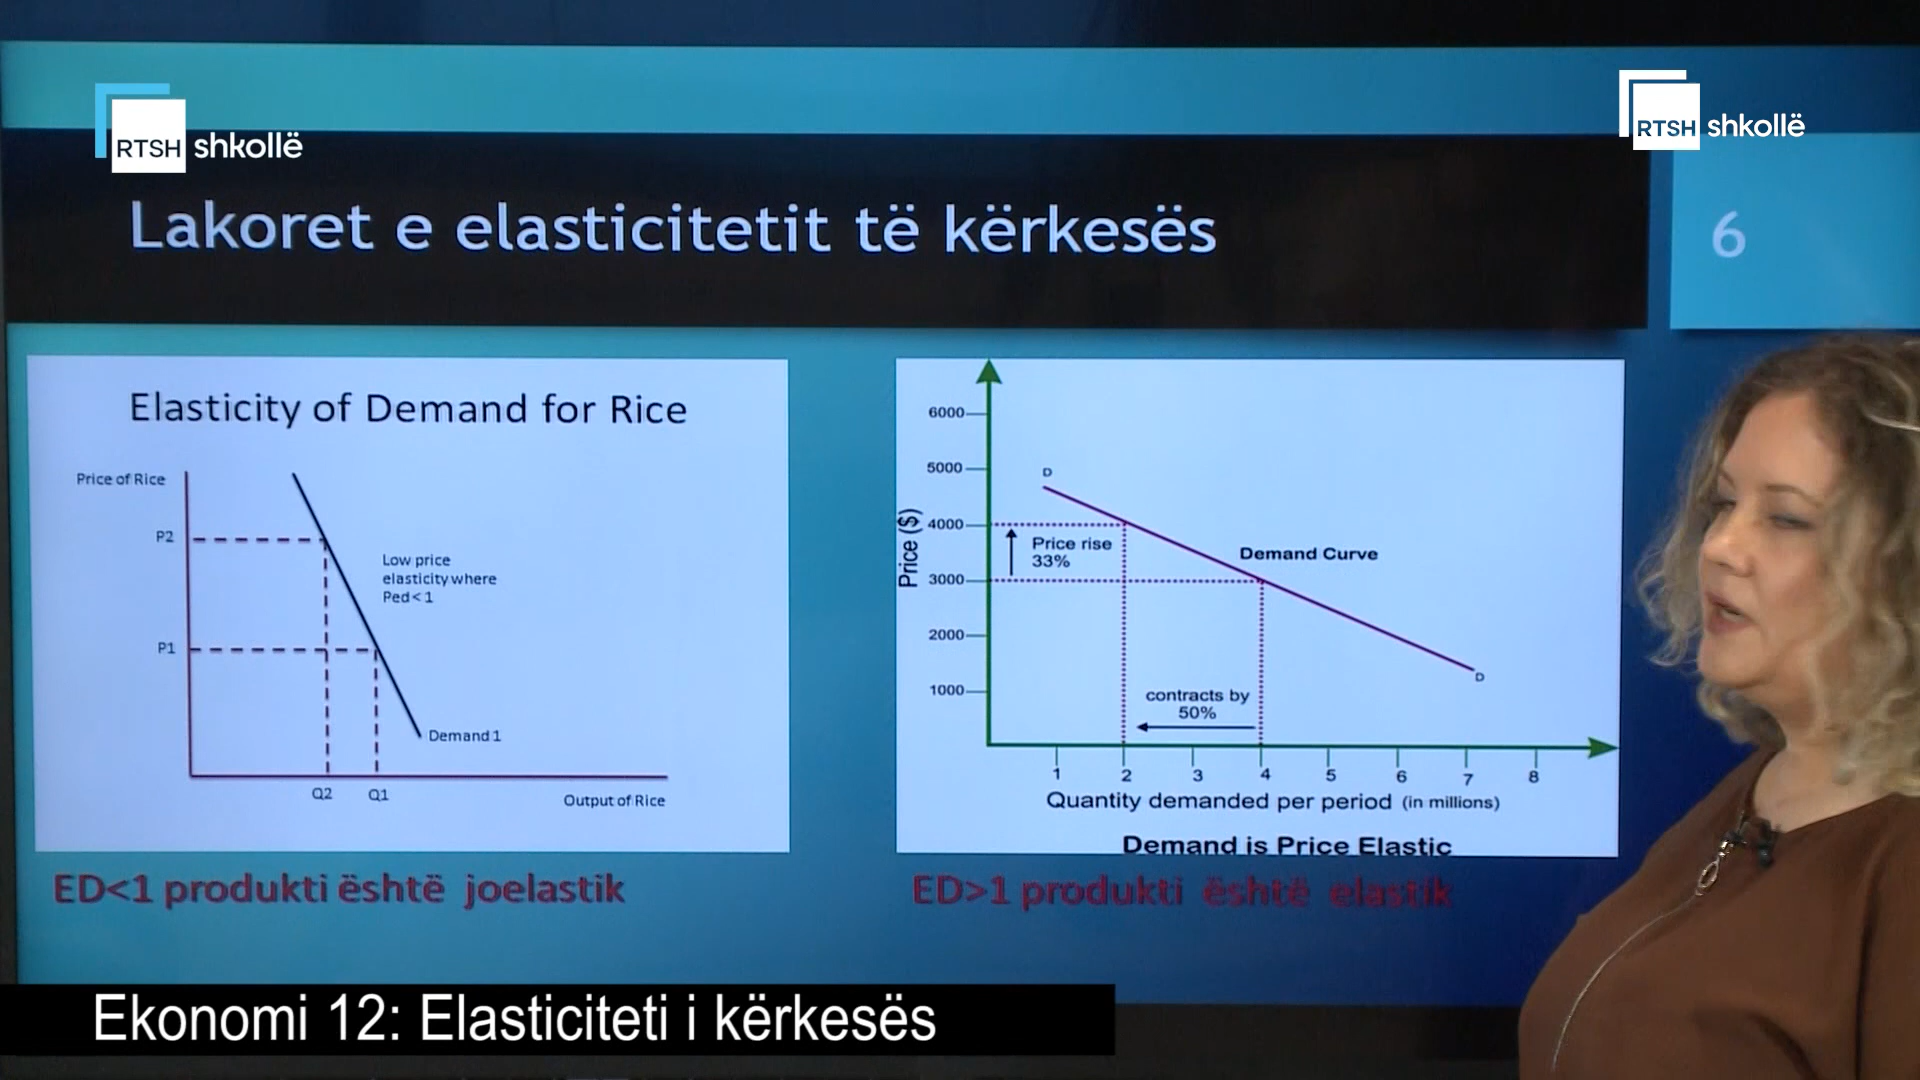 RTSH shkollë
RTSH shkollë
Lakoret e elasticitetit të kërkesës
6
Elasticity of Demand for Rice
Price of Rice
P2
P1
Low price
elasticity where
Ped < 1
Demand 1
Q2
Q1
Output of Rice
ED<1 produkti është joelastik
6000
5000
4000
3000
2000
1000
Price ($)
D
Price rise
33%
Demand Curve
contracts by
50%
D
1 2 3 4 5 6 7 8
Quantity demanded per period (in millions)
Demand is Price Elastic
ED>1 produkti është elastik
Ekonomi 12: Elasticiteti i kërkesës